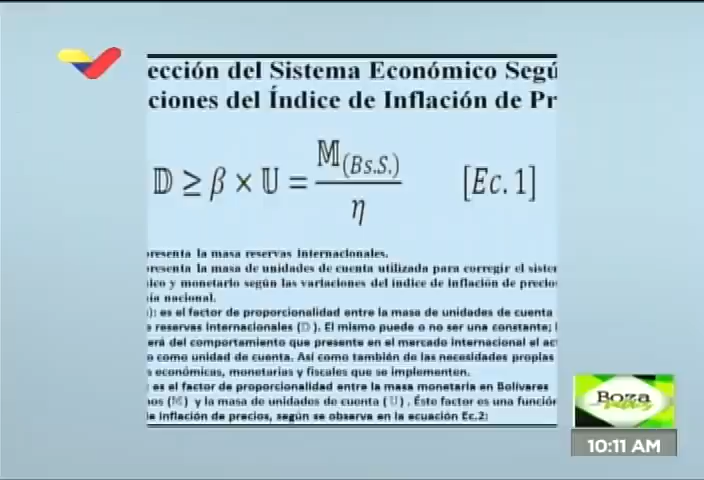 ección del Sistema Económico Segú
ciones del Índice de Inflación de Pr
𝔻 ≥ β × 𝕌 = 𝕄(Bs.S.) / η [Ec. 1]
presenta la masa reservas internacionales.
presenta la masa de unidades de cuenta utilizada para corregir el sister
ico y monetario según las variaciones del índice de inflación de precio
ía nacional.
): es el factor de proporcionalidad entre la masa de unidades de cuenta
s reservas internacionales (𝔻). El mismo puede o no ser una constante;
erá del comportamiento que presente en el mercado internacional el ac
o como unidad de cuenta. Así como también de las necesidades propias
s económicas, monetarias y fiscales que se implementen.
es el factor de proporcionalidad entre la masa monetaria en Bolívares
nos (𝕄) y la masa de unidades de cuenta (𝕌). Éste factor es una función
de inflación de precios, según se observa en la ecuación Ec.2:
Boza
10:11 AM